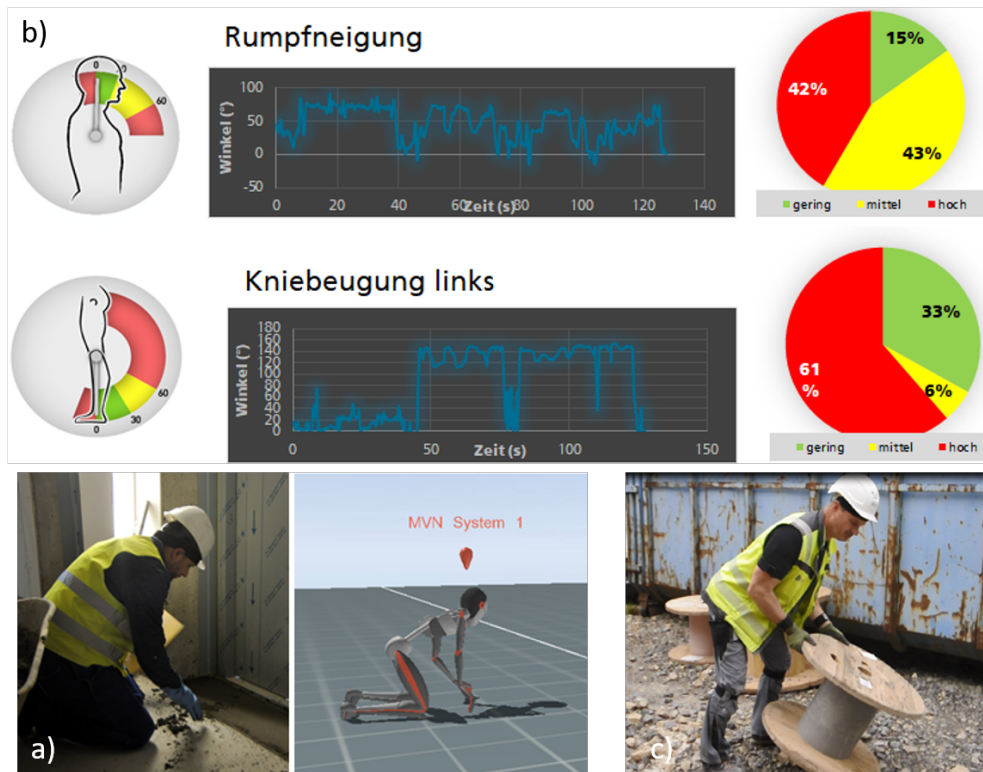 b)
Rumpfneigung
0
60
Winkel (°)
100
50
0
-50
0 20 40 60 80 100 120 140
Zeit (s)
15%
42%
43%
gering mittel hoch
Kniebeugung links
60
30
0
Winkel (°)
180
160
140
120
100
80
60
40
20
0
0 50 100 150
Zeit (s)
33%
61
%
6%
gering mittel hoch
MVN System 1
a)
c)